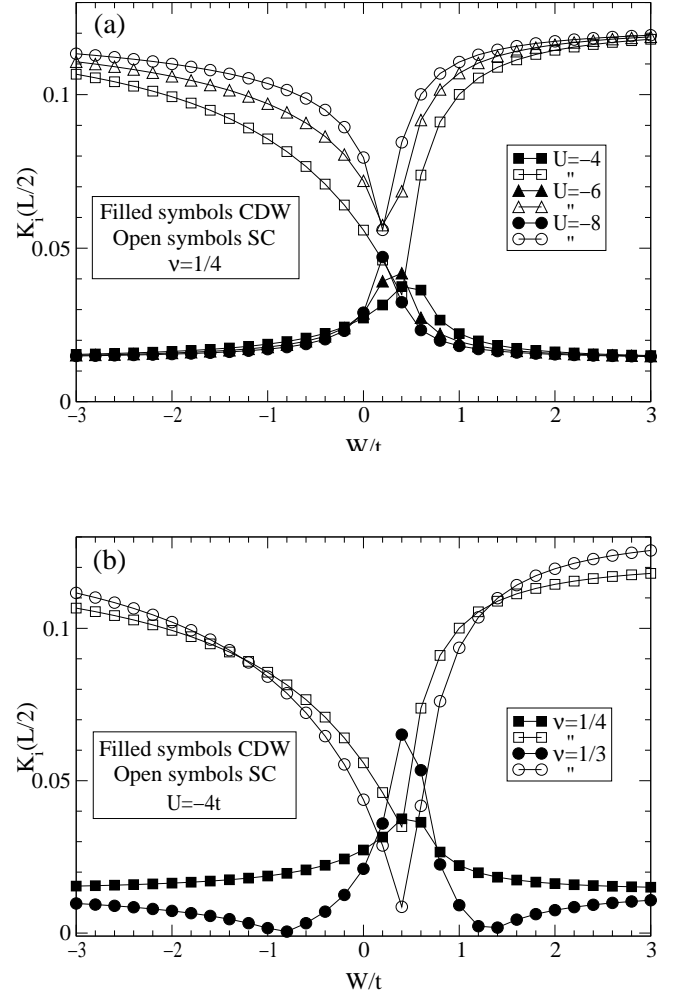 (a)
0.1
0.05
0
K_i(L/2)
Filled symbols CDW
Open symbols SC
ν=1/4
U=−4
"
U=−6
"
U=−8
"
−3 −2 −1 0 1 2 3
W/t
(b)
0.1
0.05
0
K_i(L/2)
Filled symbols CDW
Open symbols SC
U=−4t
ν=1/4
"
ν=1/3
"
−3 −2 −1 0 1 2 3
W/t